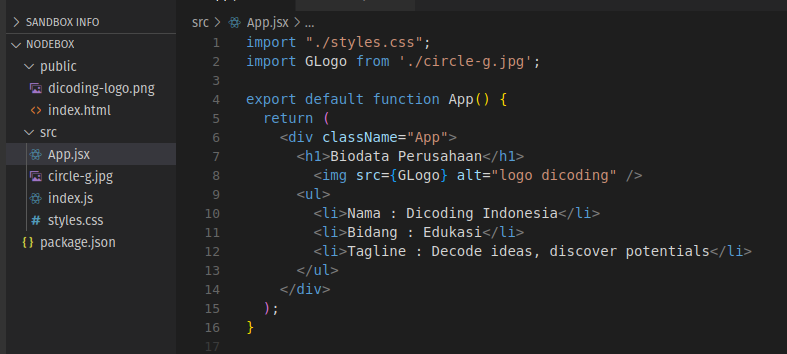 SANDBOX INFO
NODEBOX
public
dicoding-logo.png
<> index.html
src
App.jsx
circle-g.jpg
index.js
# styles.css
{} package.json
src > App.jsx > ...
1 import "./styles.css";
2 import GLogo from './circle-g.jpg';
3
4 export default function App() {
5   return (
6     <div className="App">
7       <h1>Biodata Perusahaan</h1>
8         <img src={GLogo} alt="logo dicoding" />
9       <ul>
10         <li>Nama : Dicoding Indonesia</li>
11         <li>Bidang : Edukasi</li>
12         <li>Tagline : Decode ideas, discover potentials</li>
13       </ul>
14     </div>
15   );
16 }
17